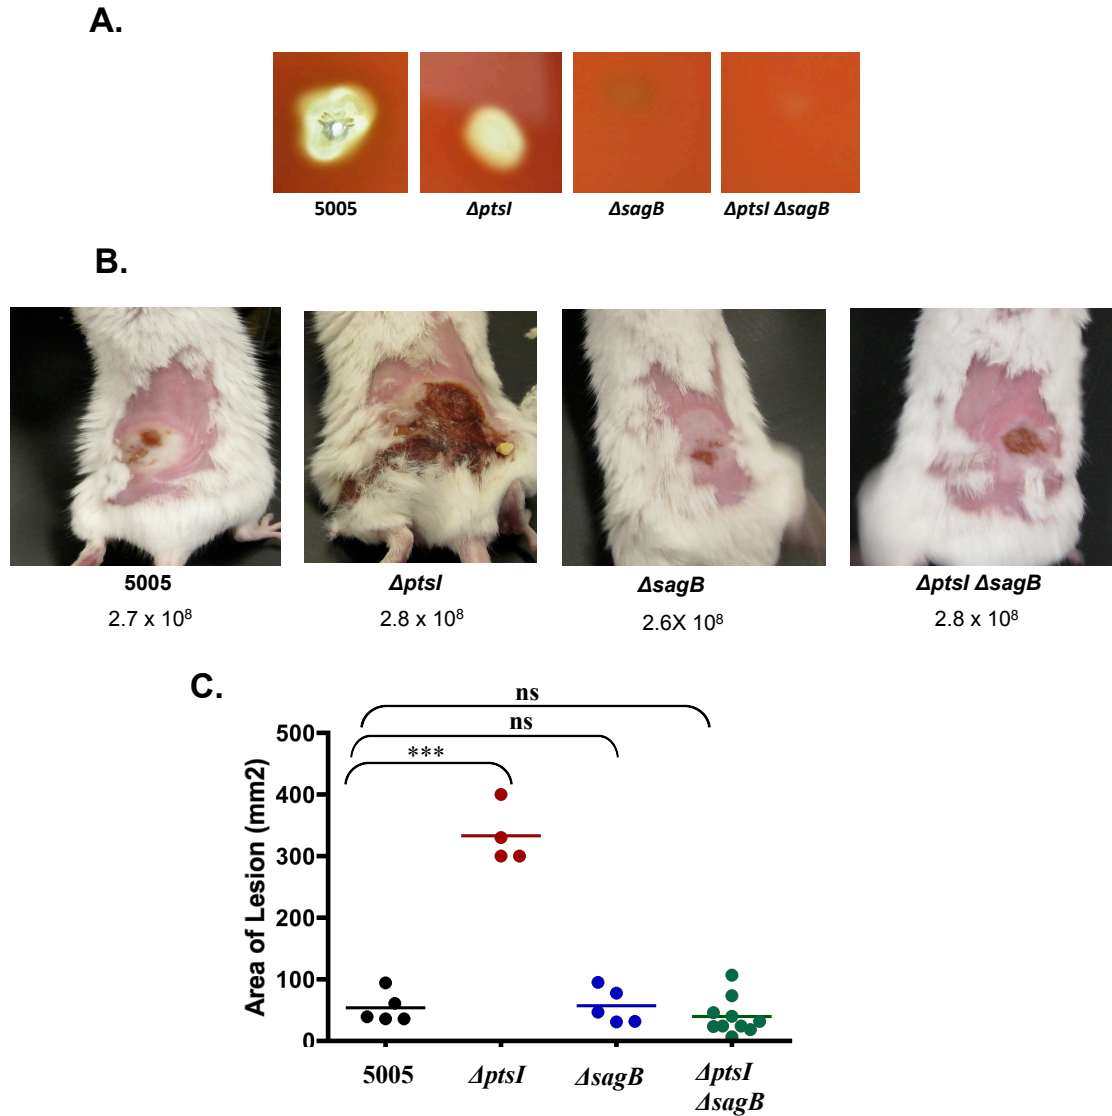 A.
5005 ΔptsI ΔsagB ΔptsI ΔsagB
B.
5005 ΔptsI ΔsagB ΔptsI ΔsagB
2.7 x 10⁸ 2.8 x 10⁸ 2.6X 10⁸ 2.8 x 10⁸
C.
ns
ns
***
Area of Lesion (mm2)
500
400
300
200
100
0
5005 ΔptsI ΔsagB ΔptsI
ΔsagB